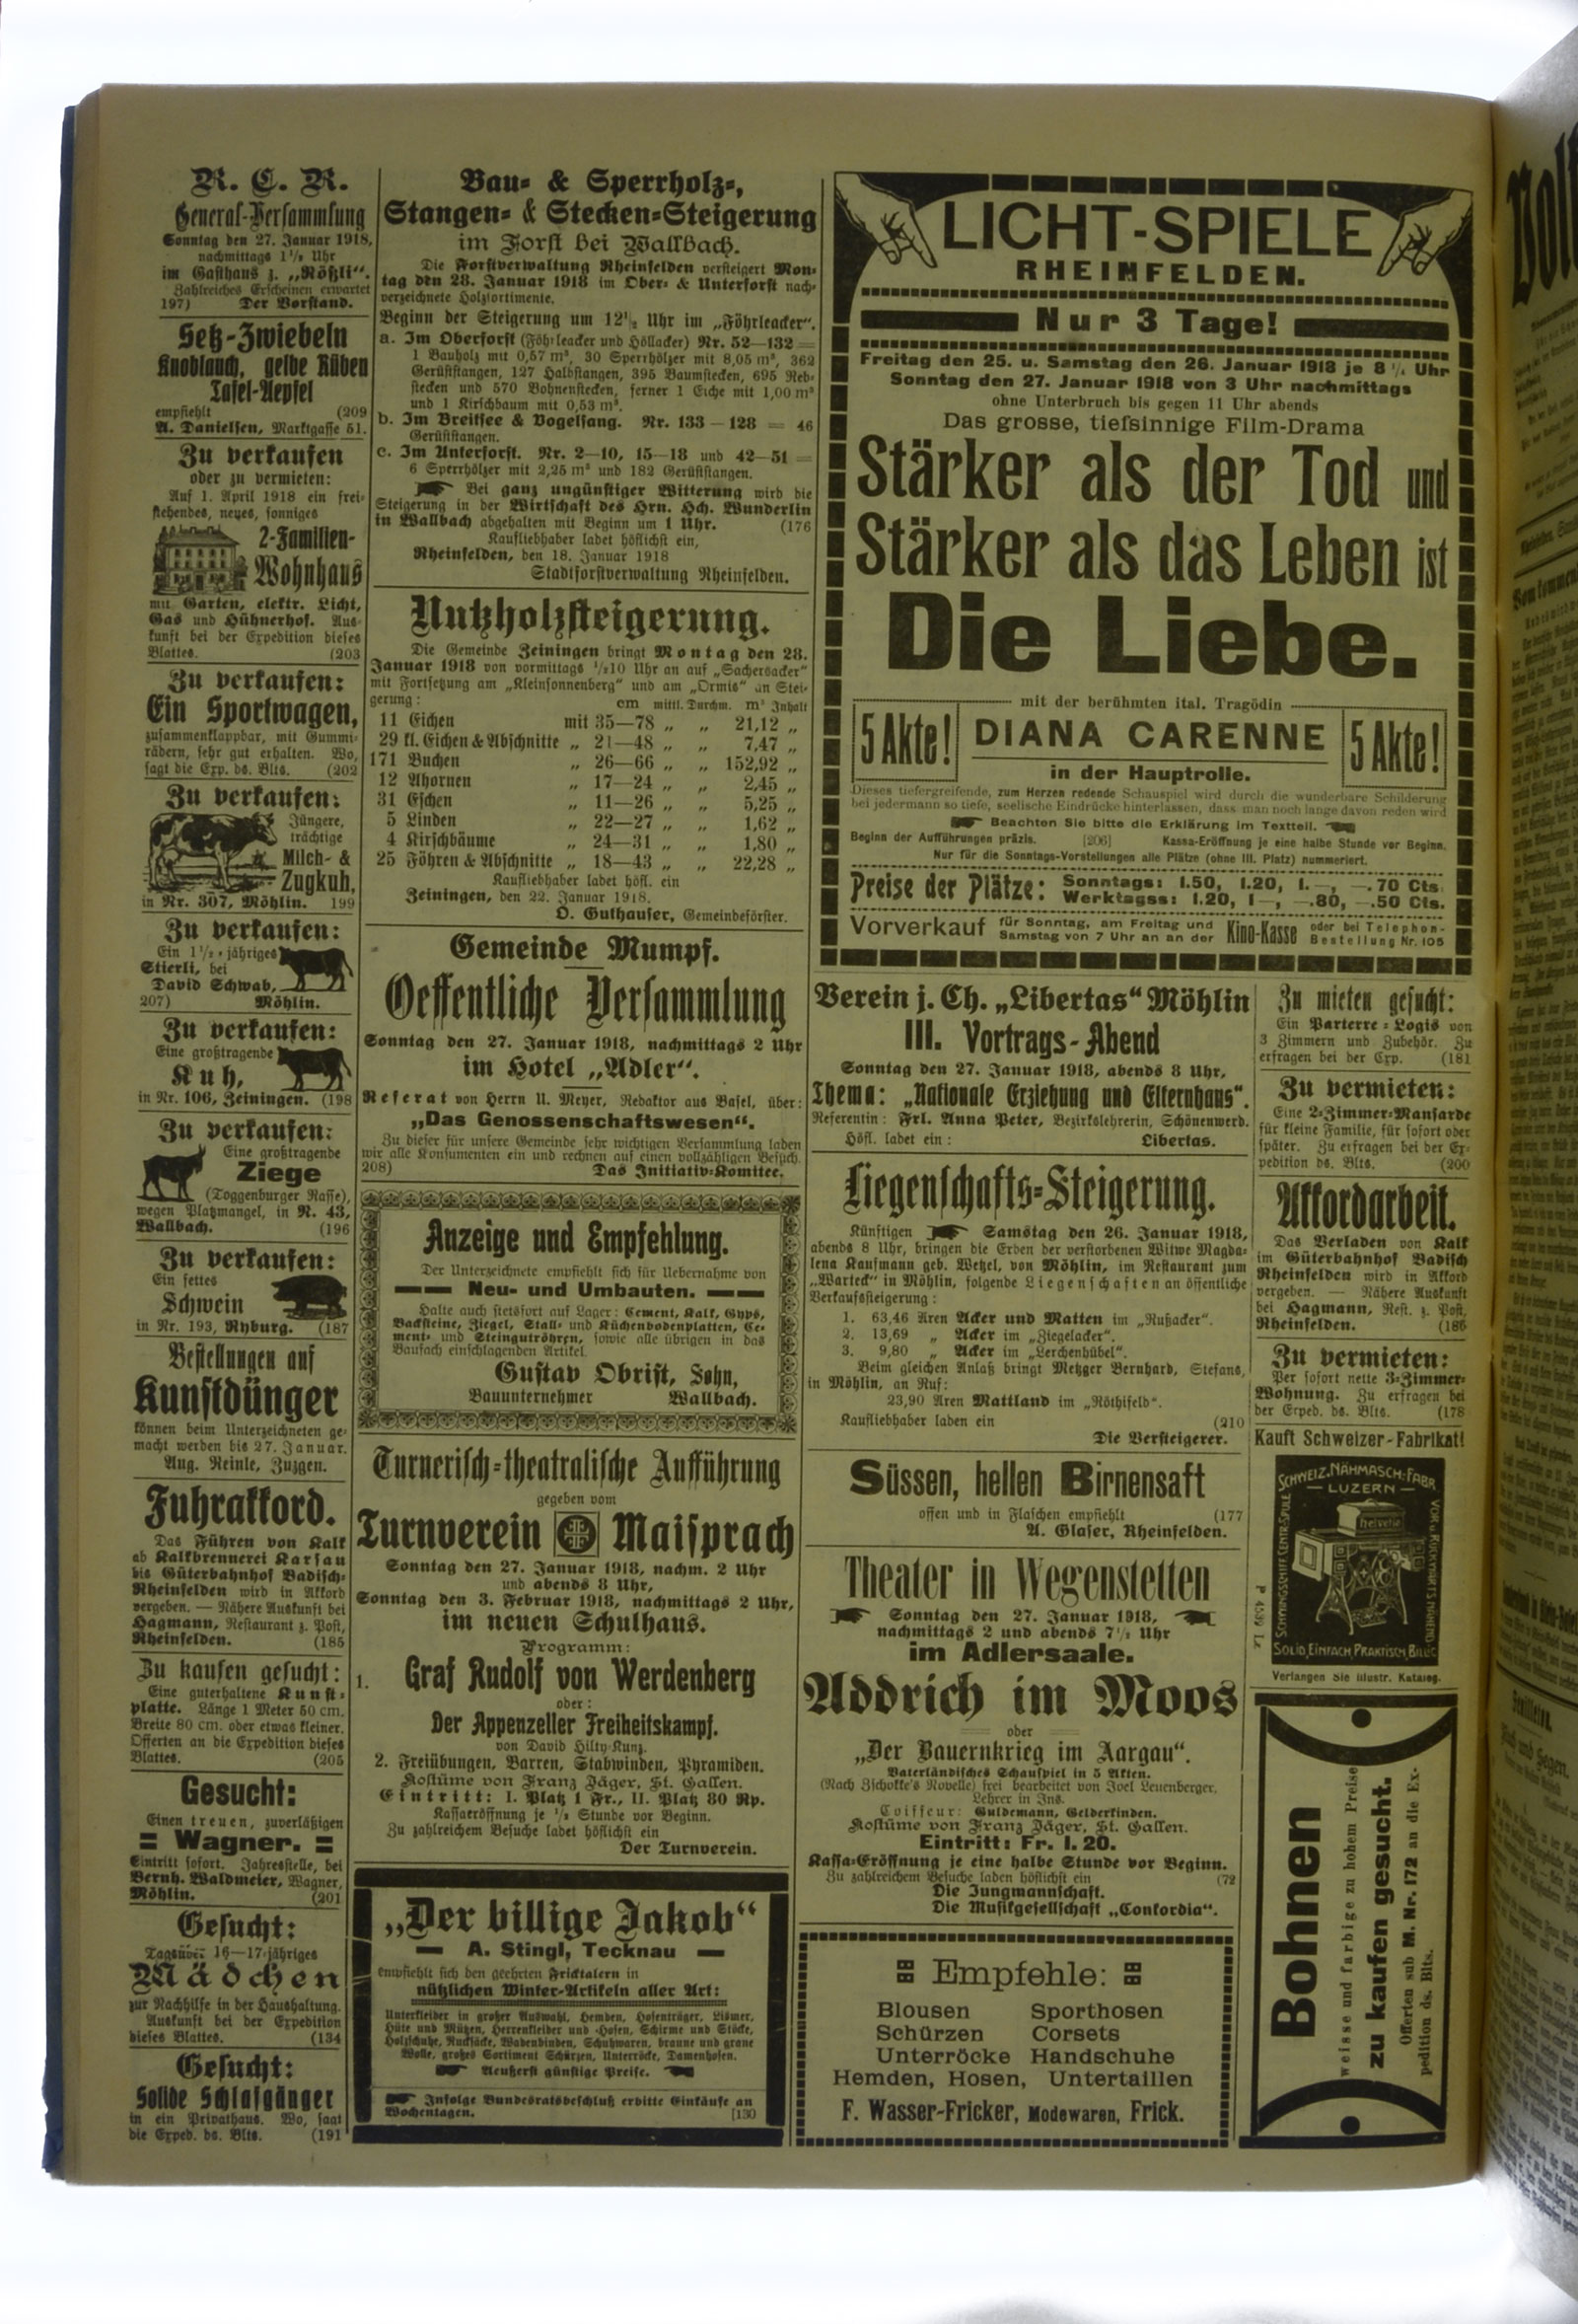 R. C. R.
General-Versammlung
Sonntag den 27. Januar 1918,
nachmittags 1 1/2 Uhr
im Gasthaus z. „Rößli“.
Zahlreiches Erscheinen erwartet
197) Der Vorstand.
Setz-Zwiebeln
Knoblauch, gelbe Rüben
Tafel-Aepfel
empfiehlt (209
A. Danielsen, Marktgasse 51.
Zu verkaufen
oder zu vermieten:
Auf 1. April 1918 ein frei-
stehendes, neues, sonniges
2-Familien-
Wohnhaus
mit Garten, elektr. Licht,
Gas und Hühnerhof. Aus-
kunft bei der Expedition dieses
Blattes. (203
Zu verkaufen:
Ein Sportwagen,
zusammenklappbar, mit Gummi-
rädern, sehr gut erhalten. Wo,
sagt die Exp. ds. Blts. (202
Zu verkaufen:
Jüngere,
trächtige
Milch- &
Zugkuh,
in Nr. 307, Möhlin. 199
Zu verkaufen:
Ein 1 1/2-jähriges
Stierli, bei
David Schwab,
207) Möhlin.
Zu verkaufen:
Eine großtragende
Kuh,
in Nr. 106, Zeiningen. (198
Zu verkaufen:
Eine großtragende
Ziege
(Toggenburger Rasse),
wegen Platzmangel, in N. 43,
Wallbach. (196
Zu verkaufen:
Ein fettes
Schwein
in Nr. 193, Ryburg. (187
Bestellungen auf
Kunstdünger
können beim Unterzeichneten ge-
macht werden bis 27. Januar.
Aug. Reinle, Zuzgen.
Fuhrakkord.
Das Führen von Kalk
ab Kalkbrennerei Karsau
bis Güterbahnhof Badisch-
Rheinfelden wird in Akkord
vergeben. — Nähere Auskunft bei
Hagmann, Restaurant z. Post,
Rheinfelden. (185
Zu kaufen gesucht:
Eine guterhaltene Kunst-
platte. Länge 1 Meter 50 cm.
Breite 80 cm. oder etwas kleiner.
Offerten an die Expedition dieses
Blattes. (205
Gesucht:
Einen treuen, zuverläßigen
= Wagner. =
Eintritt sofort. Jahresstelle, bei
Bernh. Waldmeier, Wagner,
Möhlin. (201
Gesucht:
Tagsüber 16—17-jähriges
Mädchen
zur Nachhilfe in der Haushaltung.
Auskunft bei der Expedition
dieses Blattes. (134
Gesucht:
Solide Schlafgänger
in ein Privathaus. Wo, sagt
die Exped. ds. Blts. (191
Bau- & Sperrholz-,
Stangen- & Stecken-Steigerung
im Forst bei Wallbach.
Die Forstverwaltung Rheinfelden versteigert Mon-
tag den 28. Januar 1918 im Ober- & Unterforst nach-
verzeichnete Holzsortimente.
Beginn der Steigerung um 12 1/2 Uhr im „Föhrleacker“.
a. Im Oberforst (Föhrleacker und Höllacker) Nr. 52—132 =
1 Bauholz mit 0,57 m³, 30 Sperrhölzer mit 8,05 m³, 362
Gerüststangen, 127 Halbstangen, 395 Baumstecken, 695 Reb-
stecken und 570 Bohnenstecken, ferner 1 Eiche mit 1,00 m³
und 1 Kirschbaum mit 0,53 m³.
b. Im Breitsee & Vogelsang. Nr. 133—128 = 46
Gerüststangen.
c. Im Unterforst. Nr. 2—10, 15—18 und 42—51 =
6 Sperrhölzer mit 2,25 m³ und 182 Gerüststangen.
Bei ganz ungünstiger Witterung wird die
Steigerung in der Wirtschaft des Hrn. Hch. Wunderlin
in Wallbach abgehalten mit Beginn um 1 Uhr. (176
Kaufliebhaber ladet höflichst ein,
Rheinfelden, den 18. Januar 1918
Stadtforstverwaltung Rheinfelden.
Nutzholzsteigerung.
Die Gemeinde Zeiningen bringt Montag den 28.
Januar 1918 von vormittags 1/2 10 Uhr an auf „Sachersacker“
mit Fortsetzung am „Kleinsonnenberg“ und am „Ormis“ an Stei-
gerung: cm mittl. Durchm. m³ Inhalt
11 Eichen mit 35—78 „ „ 21,12 „
29 kl. Eichen & Abschnitte „ 21—48 „ „ 7,47 „
171 Buchen „ 26—66 „ „ 152,92 „
12 Ahornen „ 17—24 „ „ 2,45 „
31 Eschen „ 11—26 „ „ 5,25 „
5 Linden „ 22—27 „ „ 1,62 „
4 Kirschbäume „ 24—31 „ „ 1,80 „
25 Föhren & Abschnitte „ 18—43 „ „ 22,28 „
Kaufliebhaber ladet höfl. ein
Zeiningen, den 22. Januar 1918.
O. Gulhauser, Gemeindeförster.
Gemeinde Mumpf.
Oeffentliche Versammlung
Sonntag den 27. Januar 1918, nachmittags 2 Uhr
im Hotel „Adler“.
Referat von Herrn U. Meyer, Redaktor aus Basel, über:
„Das Genossenschaftswesen“.
Zu dieser für unsere Gemeinde sehr wichtigen Versammlung laden
wir alle Konsumenten ein und rechnen auf einen vollzähligen Besuch.
208) Das Initiativ-Komitee.
Anzeige und Empfehlung.
Der Unterzeichnete empfiehlt sich für Uebernahme von
Neu- und Umbauten.
Halte auch stetsfort auf Lager: Cement, Kalk, Gyps,
Backsteine, Ziegel, Stall- und Küchenbodenplatten, Ce-
ment- und Steingutröhren, sowie alle übrigen in das
Baufach einschlagenden Artikel.
Gustav Obrist, Sohn,
Bauunternehmer Wallbach.
Turnerisch-theatralische Aufführung
gegeben vom
Turnverein Maisprach
Sonntag den 27. Januar 1918, nachm. 2 Uhr
und abends 8 Uhr,
Sonntag den 3. Februar 1918, nachmittags 2 Uhr,
im neuen Schulhaus.
Programm:
1. Graf Rudolf von Werdenberg
oder:
Der Appenzeller Freiheitskampf.
von David Hilty-Kunz.
2. Freiübungen, Barren, Stabwinden, Pyramiden.
Kostüme von Franz Jäger, St. Gallen.
Eintritt: I. Platz 1 Fr., II. Platz 80 Rp.
Kassaeröffnung je 1/2 Stunde vor Beginn.
Zu zahlreichem Besuche ladet höflichst ein
Der Turnverein.
„Der billige Jakob“
A. Stingl, Tecknau
empfiehlt sich den geehrten Fricktalern in
nützlichen Winter-Artikeln aller Art:
Unterkleider in großer Auswahl, Hemden, Hosenträger, Lismer,
Hüte und Mützen, Herrenkleider und -Hosen, Schirme und Stöcke,
Holzschuhe, Rucksäcke, Wadenbinden, Schuhwaren, braune und graue
Wolle, großes Sortiment Schürzen, Unterröcke, Damenhosen.
Aeußerst günstige Preise.
Infolge Bundesratsbeschluß erbitte Einkäufe an
Wochentagen. [130
LICHT-SPIELE
RHEINFELDEN.
Nur 3 Tage!
Freitag den 25. u. Samstag den 26. Januar 1918 je 8 1/4 Uhr
Sonntag den 27. Januar 1918 von 3 Uhr nachmittags
ohne Unterbruch bis gegen 11 Uhr abends
Das grosse, tiefsinnige Film-Drama
Stärker als der Tod und
Stärker als das Leben ist
Die Liebe.
mit der berühmten ital. Tragödin
5 Akte! DIANA CARENNE 5 Akte!
in der Hauptrolle.
Dieses tiefergreifende, zum Herzen redende Schauspiel wird durch die wunderbare Schilderung
bei jedermann so tiefe, seelische Eindrücke hinterlassen, dass man noch lange davon reden wird
Beachten Sie bitte die Erklärung im Textteil.
Beginn der Aufführungen präzis. [206] Kassa-Eröffnung je eine halbe Stunde vor Beginn.
Nur für die Sonntags-Vorstellungen alle Plätze (ohne III. Platz) nummeriert.
Preise der Plätze: Sonntags: 1.50, 1.20, 1.—, —.70 Cts.
Werktagss: 1.20, 1—, —.80, —.50 Cts.
Vorverkauf für Sonntag, am Freitag und
Samstag von 7 Uhr an an der Kino-Kasse oder bei Telephon-
Bestellung Nr. 105
Verein j. Ch. „Libertas“ Möhlin
III. Vortrags-Abend
Sonntag den 27. Januar 1918, abends 8 Uhr,
Thema: „Nationale Erziehung und Elternhaus“.
Referentin: Frl. Anna Peter, Bezirkslehrerin, Schönenwerd.
Höfl. ladet ein: Libertas.
Liegenschafts-Steigerung.
Künftigen Samstag den 26. Januar 1918,
abends 8 Uhr, bringen die Erben der verstorbenen Witwe Magda-
lena Kaufmann geb. Wetzel, von Möhlin, im Restaurant zum
„Warteck“ in Möhlin, folgende Liegenschaften an öffentliche
Verkaufssteigerung:
1. 63,46 Aren Acker und Matten im „Rußacker“.
2. 13,69 „ Acker im „Ziegelacker“.
3. 9,80 „ Acker im „Lerchenhübel“.
Beim gleichen Anlaß bringt Metzger Bernhard, Stefans,
in Möhlin, an Ruf:
23,90 Aren Mattland im „Röthifeld“.
Kaufliebhaber laden ein (210
Die Versteigerer.
Süssen, hellen Birnensaft
offen und in Flaschen empfiehlt (177
A. Glaser, Rheinfelden.
Theater in Wegenstetten
Sonntag den 27. Januar 1918,
nachmittags 2 und abends 7 1/2 Uhr
im Adlersaale.
Addrich im Moos
oder
„Der Bauernkrieg im Aargau“.
Vaterländisches Schauspiel in 5 Akten.
(Nach Zschokke's Novelle) frei bearbeitet von Joel Leuenberger,
Lehrer in Ins.
Coiffeur: Guldemann, Gelderkinden.
Kostüme von Franz Jäger, St. Gallen.
Eintritt: Fr. 1.20.
Kassa-Eröffnung je eine halbe Stunde vor Beginn.
Zu zahlreichem Besuche laden höflichst ein (72
Die Jungmannschaft.
Die Musikgesellschaft „Conkordia“.
Empfehle:
Blousen Sporthosen
Schürzen Corsets
Unterröcke Handschuhe
Hemden, Hosen, Untertaillen
F. Wasser-Fricker, Modewaren, Frick.
Zu mieten gesucht:
Ein Parterre-Logis von
3 Zimmern und Zubehör. Zu
erfragen bei der Exp. (181
Zu vermieten:
Eine 2-Zimmer-Mansarde
für kleine Familie, für sofort oder
später. Zu erfragen bei der Ex-
pedition ds. Blts. (200
Akkordarbeit.
Das Verladen von Kalk
im Güterbahnhof Badisch
Rheinfelden wird in Akkord
vergeben. — Nähere Auskunft
bei Hagmann, Rest. z. Post,
Rheinfelden. (186
Zu vermieten:
Per sofort nette 3-Zimmer-
Wohnung. Zu erfragen bei
der Exped. ds. Blts. (178
Kauft Schweizer-Fabrikat!
SCHWEIZ. NÄHMASCH.-FABR.
LUZERN
SCHWINGSCHIFF, CENTR-SPULE
VOR- u. RÜCKWÄRTS NÄHEND
helvetia
SOLID, EINFACH, PRAKTISCH, BILLIG
Verlangen Sie illustr. Katalog.
Bohnen
weisse und farbige zu hohem Preise
zu kaufen gesucht.
Offerten sub M. Nr. 172 an die Ex-
pedition ds. Blts.